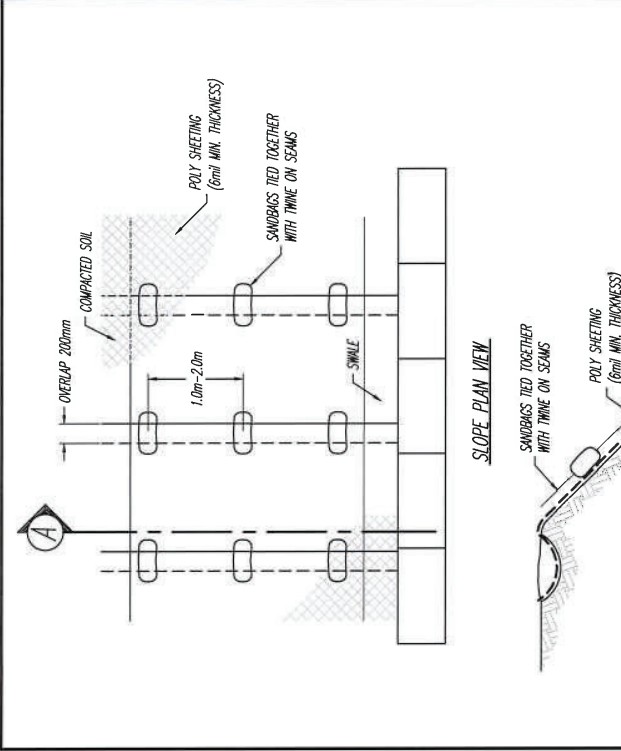 OVERLAP 200mm
COMPACTED SOIL
POLY SHEETING
(6mil MIN. THICKNESS)
SANDBAGS TIED TOGETHER
WITH TWINE ON SEAMS
1.0m-2.0m
SWALE
A
SLOPE PLAN VIEW
SANDBAGS TIED TOGETHER
WITH TWINE ON SEAMS
POLY SHEETING
(6mil MIN. THICKNESS)